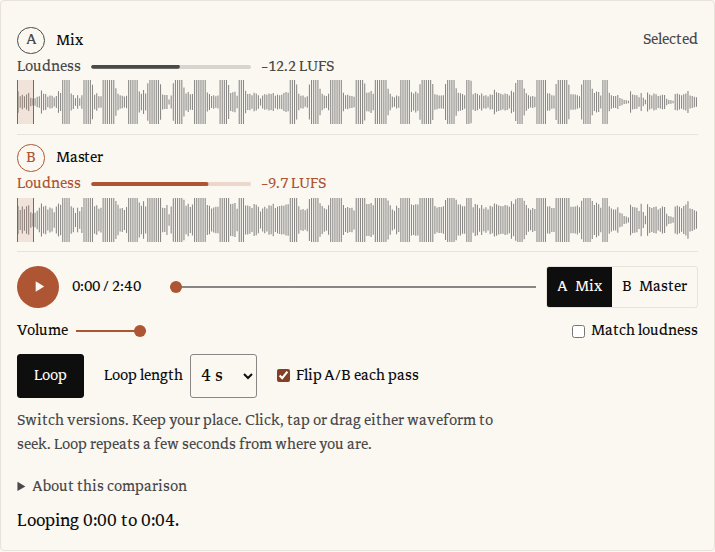 A Mix Selected
Loudness –12.2 LUFS
B Master
Loudness –9.7 LUFS
0:00 / 2:40 A Mix B Master
Volume Match loudness
Loop Loop length 4 s Flip A/B each pass
Switch versions. Keep your place. Click, tap or drag either waveform to
seek. Loop repeats a few seconds from where you are.
About this comparison
Looping 0:00 to 0:04.